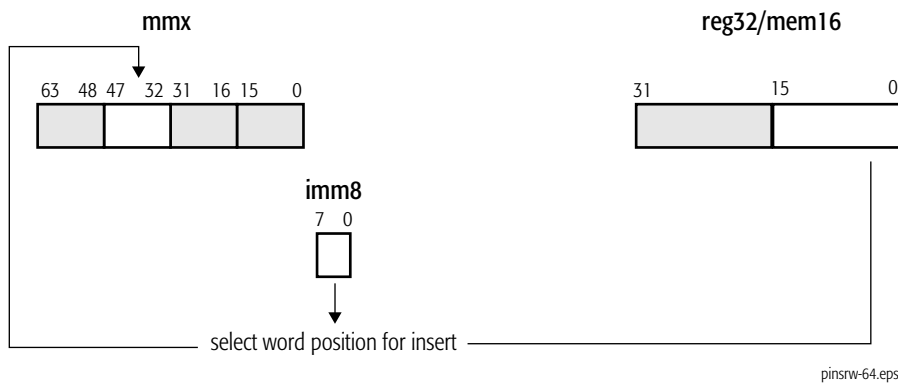 mmx reg32/mem16
63 48 47 32 31 16 15 0 31 15 0
imm8
7 0
select word position for insert
pinsrw-64.eps